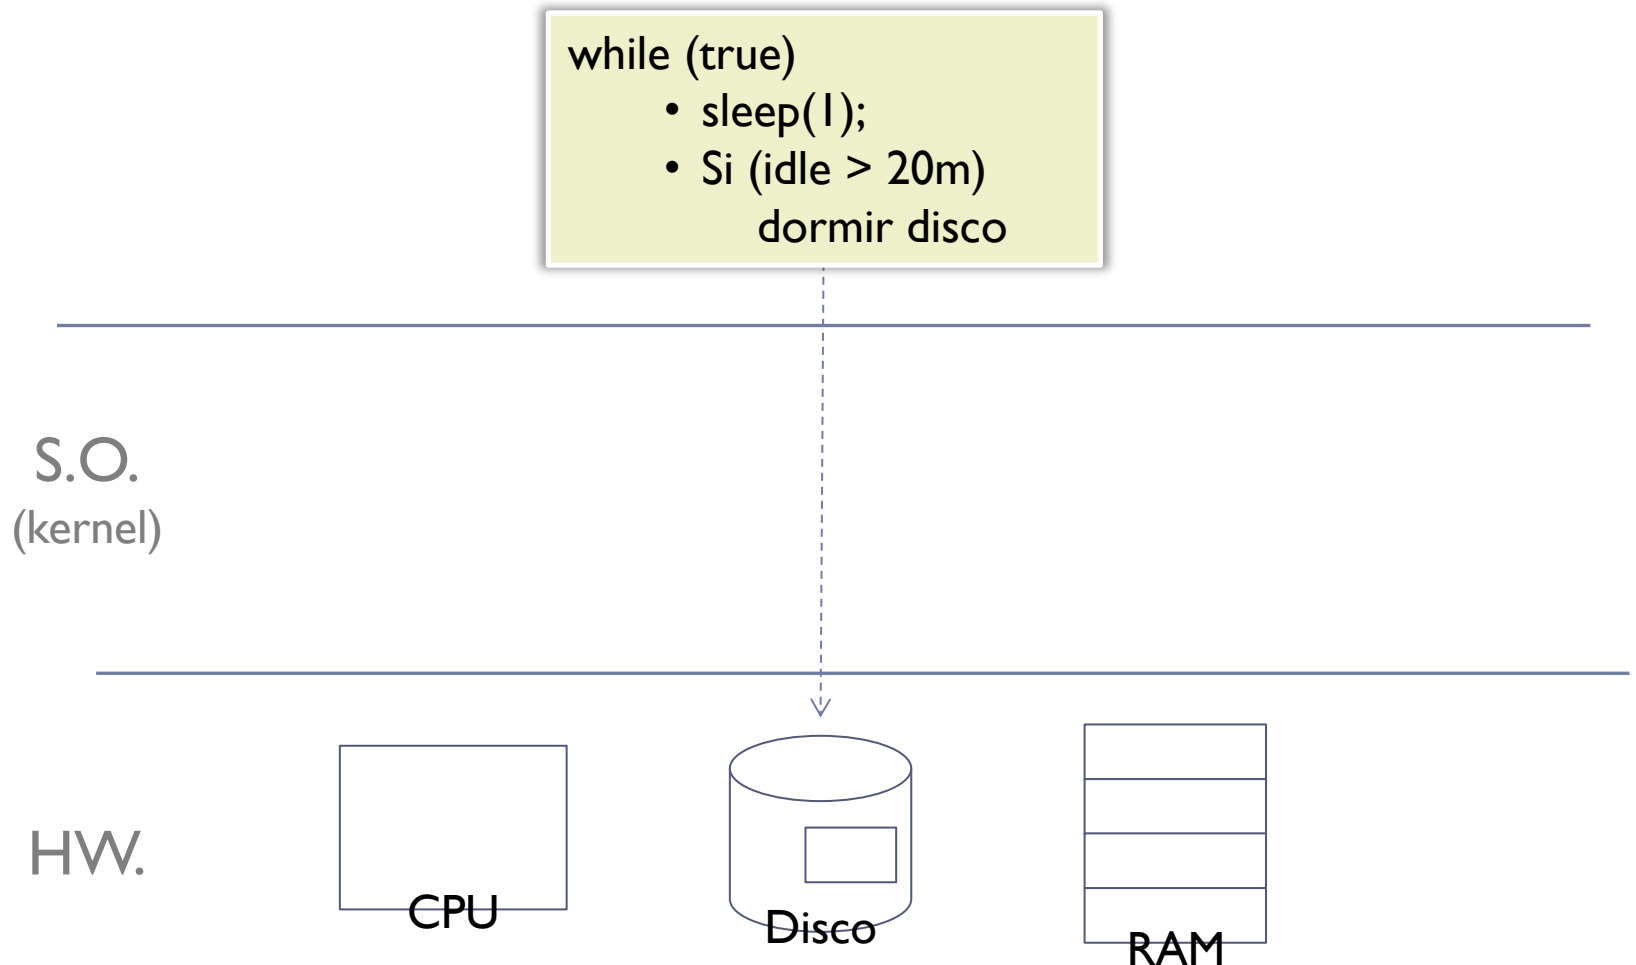 while (true)
• sleep(1);
• Si (idle > 20m)
dormir disco
S.O.
(kernel)
HW.
CPU
Disco
RAM